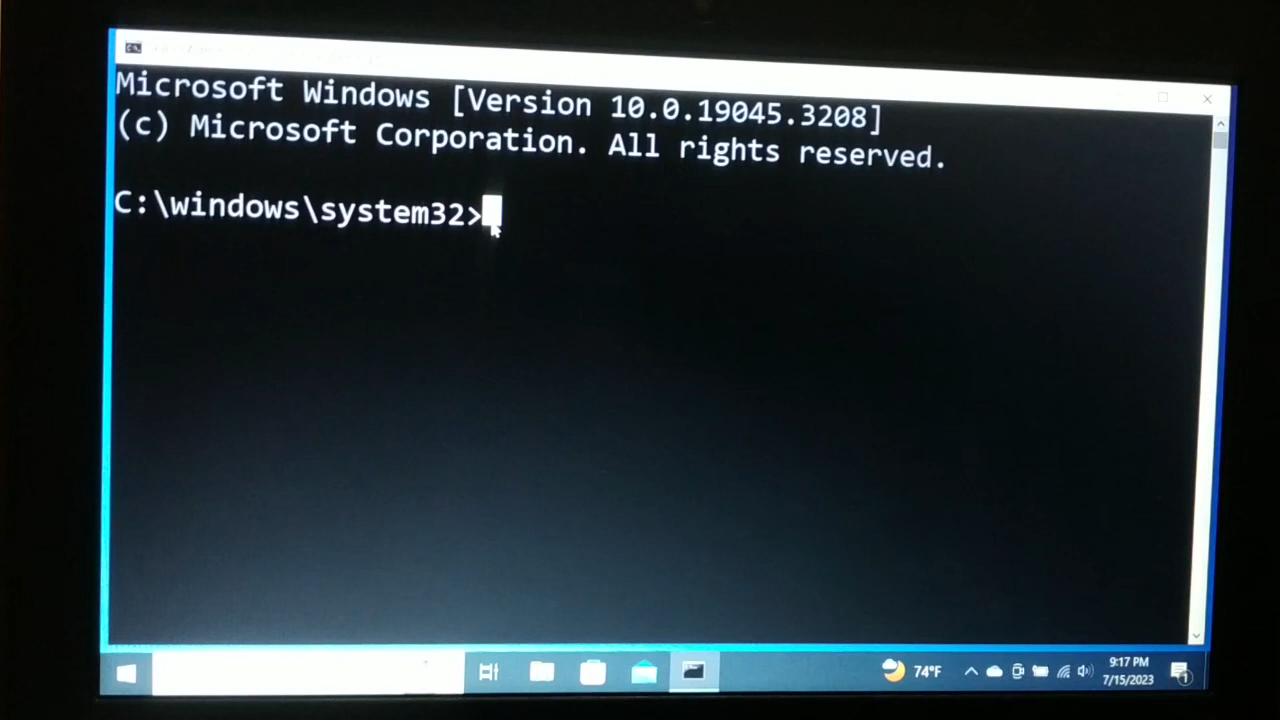 Microsoft Windows [Version 10.0.19045.3208]
(c) Microsoft Corporation. All rights reserved.
C:\windows\system32>
74°F
9:17 PM
7/15/2023
1